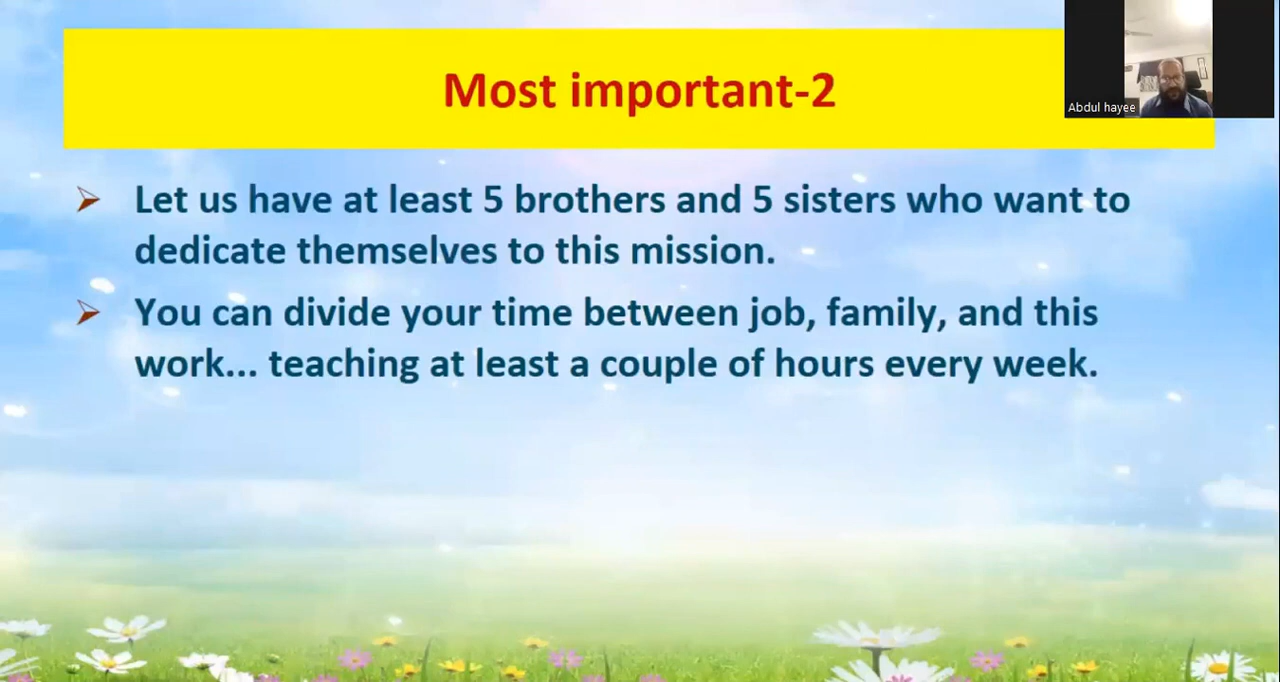 Most important-2
Abdul hayee
Let us have at least 5 brothers and 5 sisters who want to
dedicate themselves to this mission.
You can divide your time between job, family, and this
work... teaching at least a couple of hours every week.